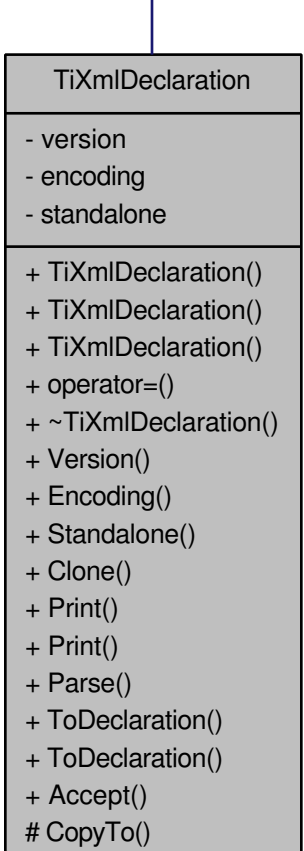 TiXmlDeclaration
- version
- encoding
- standalone
+ TiXmlDeclaration()
+ TiXmlDeclaration()
+ TiXmlDeclaration()
+ operator=()
+ ~TiXmlDeclaration()
+ Version()
+ Encoding()
+ Standalone()
+ Clone()
+ Print()
+ Print()
+ Parse()
+ ToDeclaration()
+ ToDeclaration()
+ Accept()
# CopyTo()